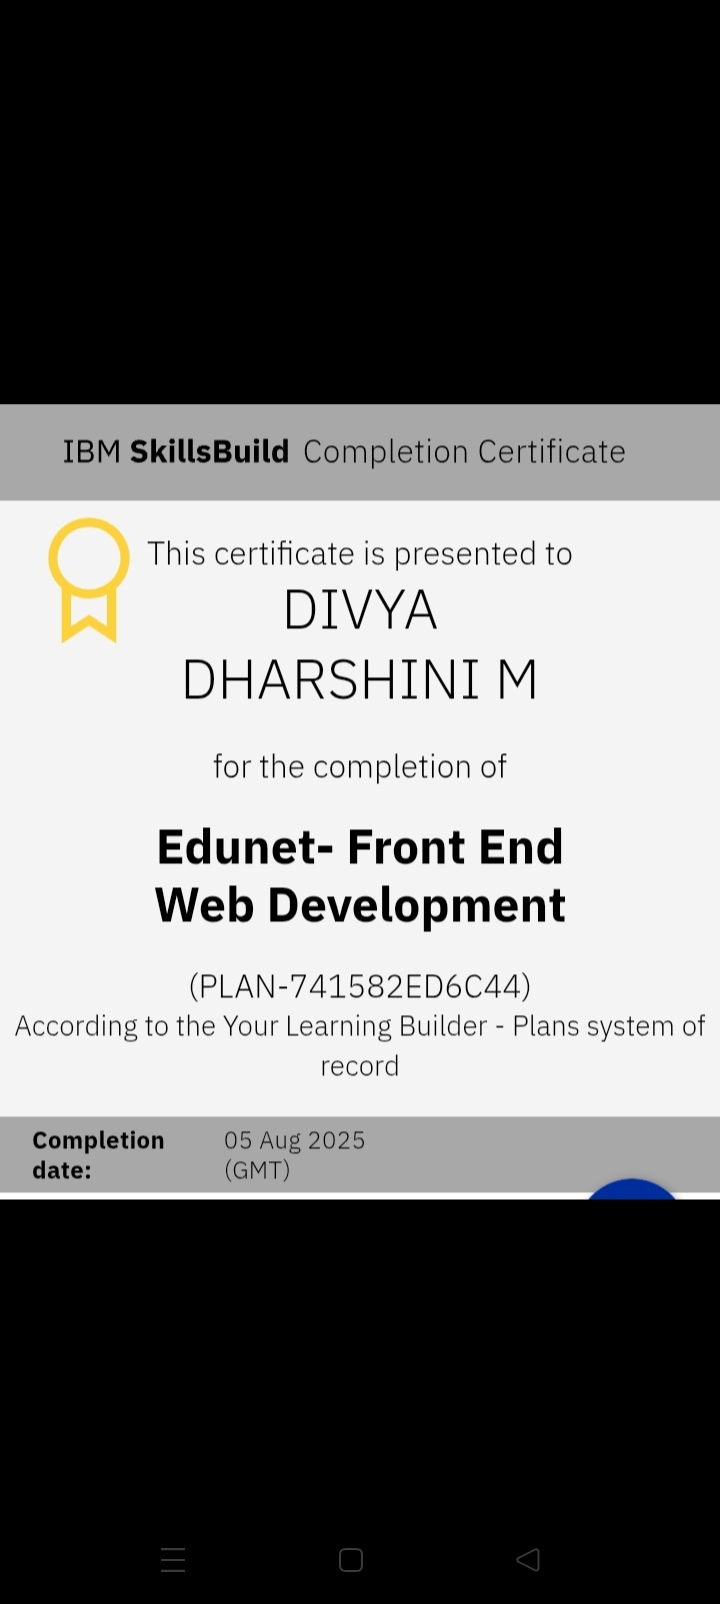 IBM SkillsBuild Completion Certificate
This certificate is presented to
DIVYA
DHARSHINI M
for the completion of
Edunet- Front End
Web Development
(PLAN-741582ED6C44)
According to the Your Learning Builder - Plans system of
record
Completion date: 05 Aug 2025 (GMT)